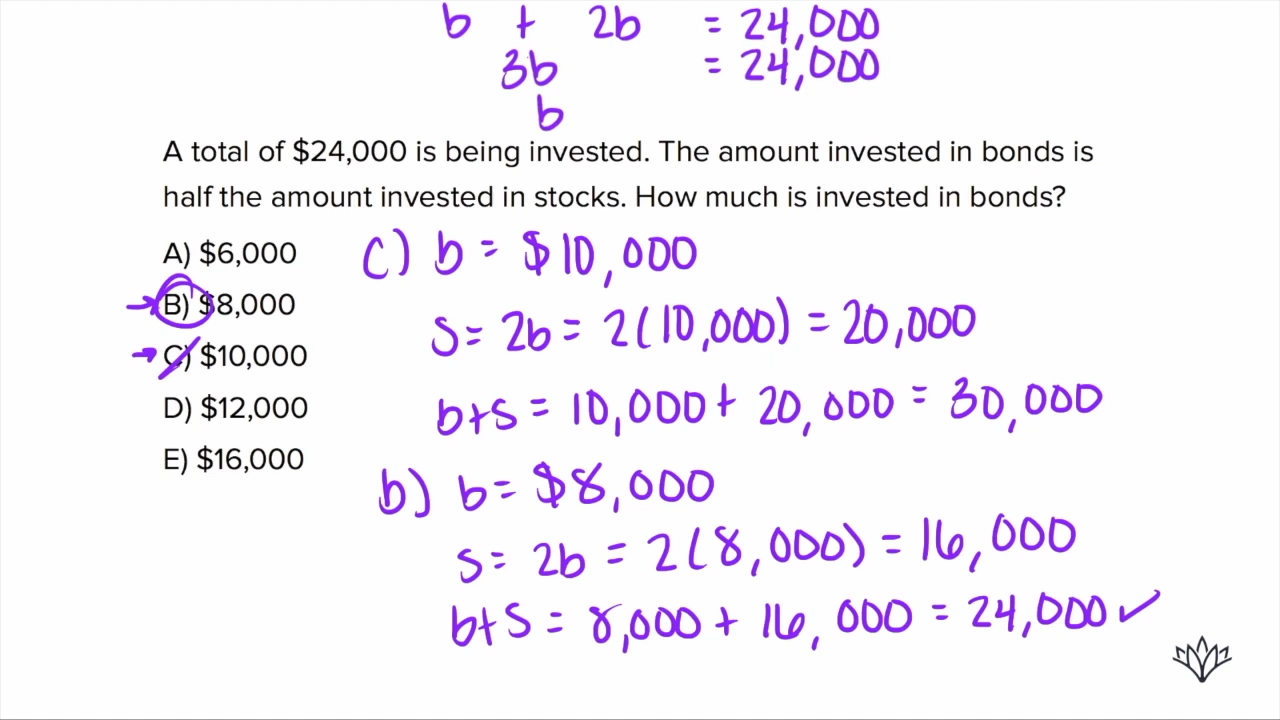 b + 2b = 24,000
3b = 24,000
b
A total of $24,000 is being invested. The amount invested in bonds is
half the amount invested in stocks. How much is invested in bonds?
A) $6,000
B) $8,000
C) $10,000
D) $12,000
E) $16,000
C) b = $10,000
S = 2b = 2(10,000) = 20,000
b+S = 10,000 + 20,000 = 30,000
b) b = $8,000
S = 2b = 2(8,000) = 16,000
b+S = 8,000 + 16,000 = 24,000 ✓